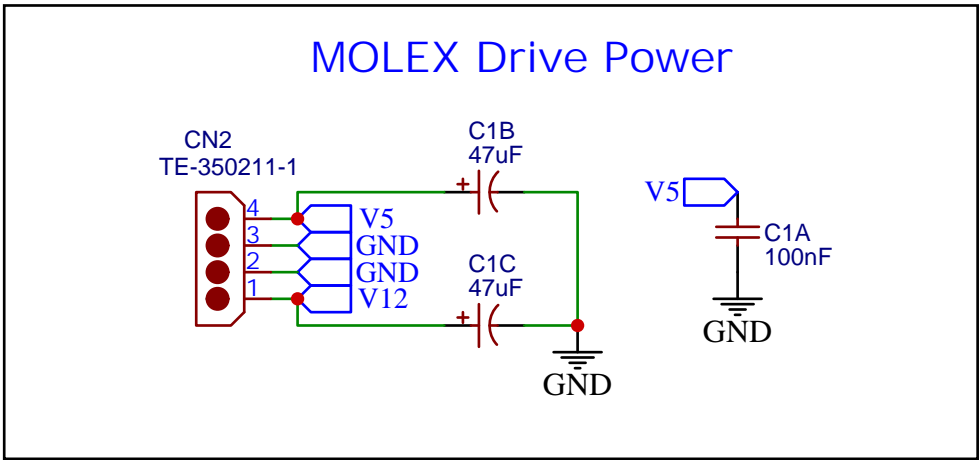 MOLEX Drive Power
CN2
TE-350211-1
4
3
2
1
V5
GND
GND
V12
C1B
47uF
+
C1C
47uF
+
GND
V5
C1A
100nF
GND